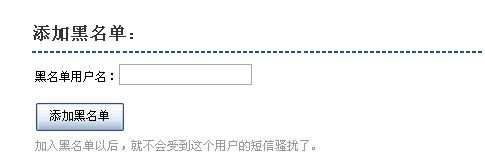 添加黑名单：
黑名单用户名：
添加黑名单
加入黑名单以后，就不会受到这个用户的短信骚扰了。